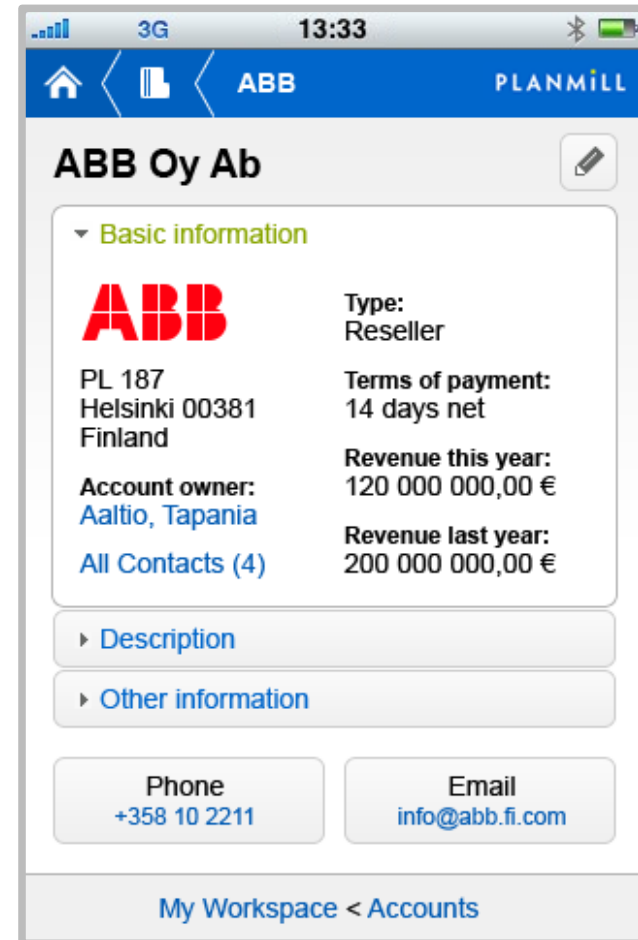 3G 13:33
ABB PLANMiLL
ABB Oy Ab
Basic information
ABB
PL 187
Helsinki 00381
Finland
Account owner:
Aaltio, Tapania
All Contacts (4)
Type:
Reseller
Terms of payment:
14 days net
Revenue this year:
120 000 000,00 €
Revenue last year:
200 000 000,00 €
Description
Other information
Phone
+358 10 2211
Email
info@abb.fi.com
My Workspace < Accounts